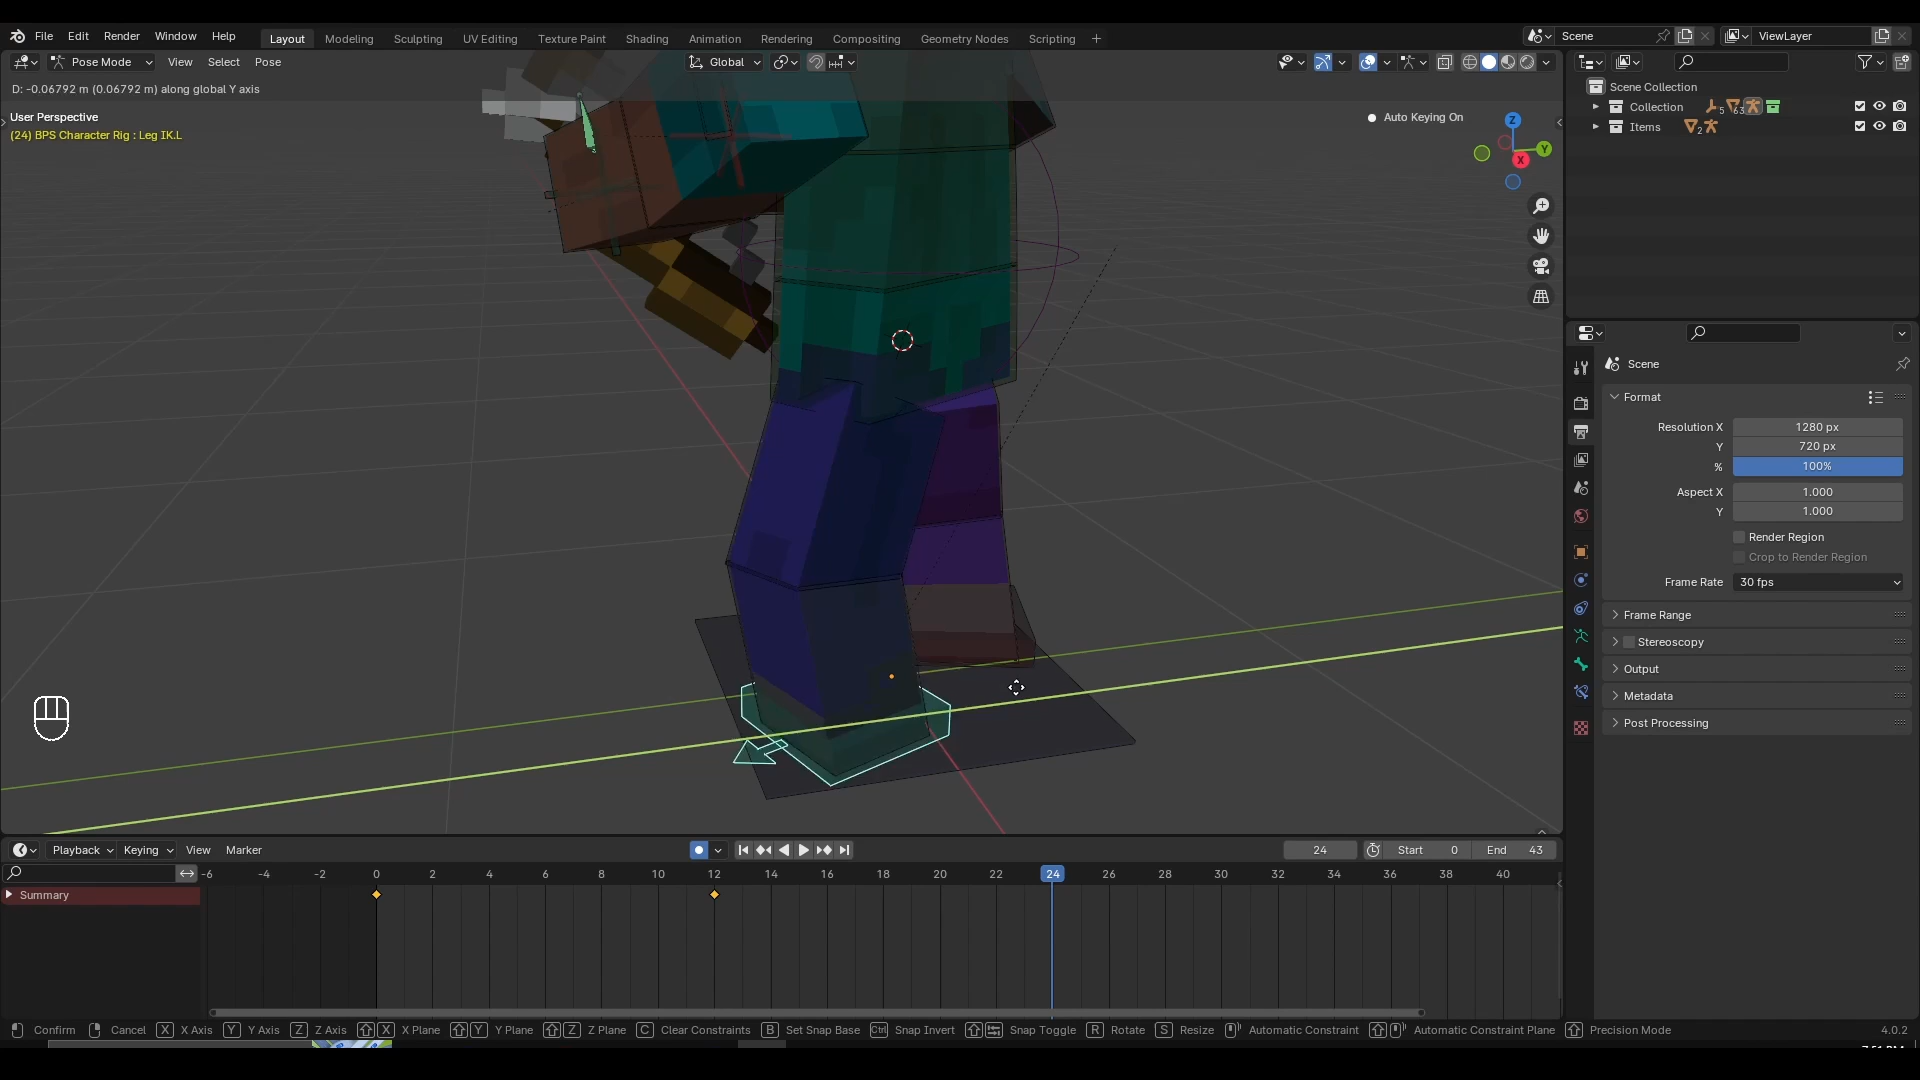 File Edit Render Window Help Layout Modeling Sculpting UV Editing Texture Paint Shading Animation Rendering Compositing Geometry Nodes Scripting + Scene ViewLayer
Pose Mode View Select Pose Global
D: -0.06792 m (0.06792 m) along global Y axis
User Perspective
(24) BPS Character Rig : Leg IK.L
Auto Keying On
Z
Y
X
Scene Collection
Collection 5 63
Items 2
Scene
Format
Resolution X 1280 px
Y 720 px
% 100%
Aspect X 1.000
Y 1.000
Render Region
Crop to Render Region
Frame Rate 30 fps
Frame Range
Stereoscopy
Output
Metadata
Post Processing
Playback Keying View Marker 24 Start 0 End 43
-6 -4 -2 0 2 4 6 8 10 12 14 16 18 20 22 24 26 28 30 32 34 36 38 40
Summary
Confirm Cancel X X Axis Y Y Axis Z Z Axis X X Plane Y Y Plane Z Z Plane C Clear Constraints B Set Snap Base Ctrl Snap Invert Snap Toggle R Rotate S Resize Automatic Constraint Automatic Constraint Plane Precision Mode 4.0.2